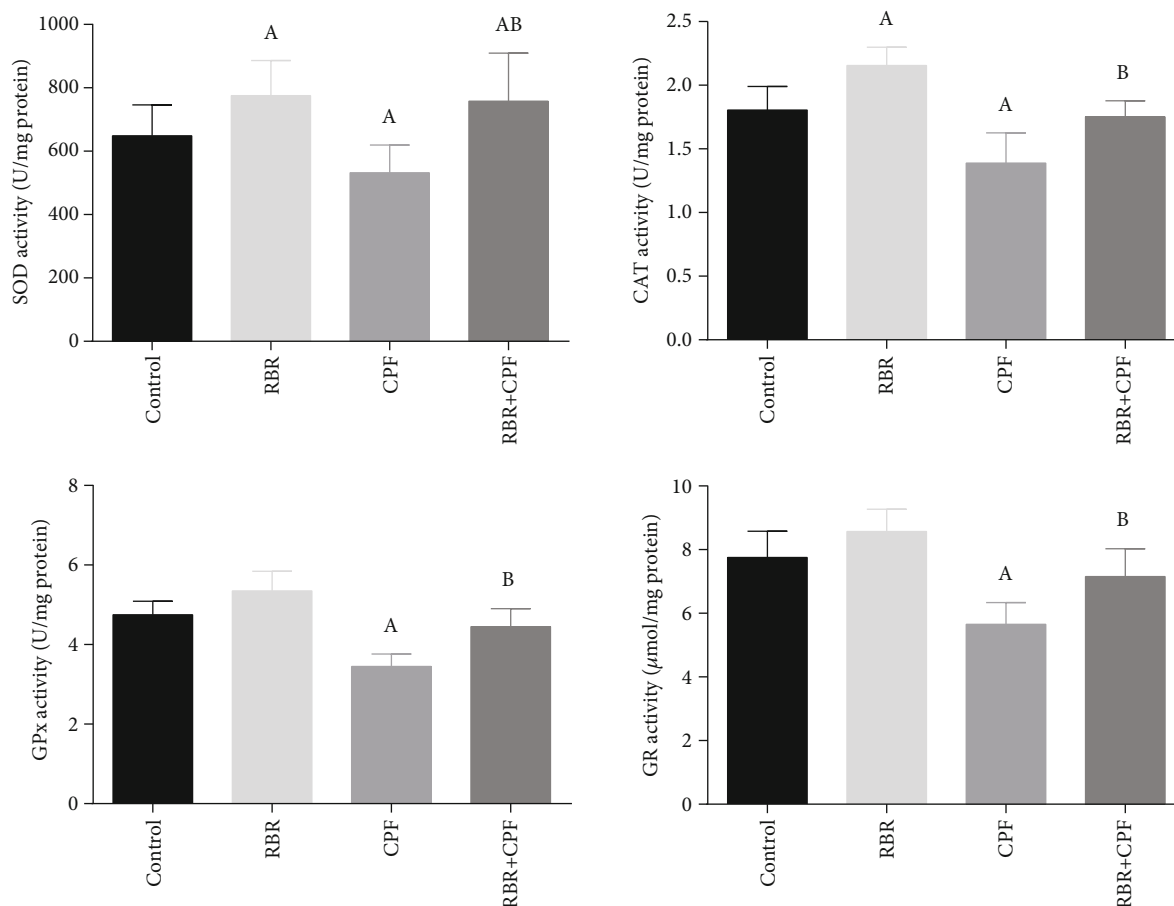 SOD activity (U/mg protein)
1000
800
600
400
200
0
A
A
AB
Control
RBR
CPF
RBR+CPF
CAT activity (U/mg protein)
2.5
2.0
1.5
1.0
0.5
0.0
A
A
B
Control
RBR
CPF
RBR+CPF
GPx activity (U/mg protein)
8
6
4
2
0
A
B
Control
RBR
CPF
RBR+CPF
GR activity (μmol/mg protein)
10
8
6
4
2
0
A
B
Control
RBR
CPF
RBR+CPF